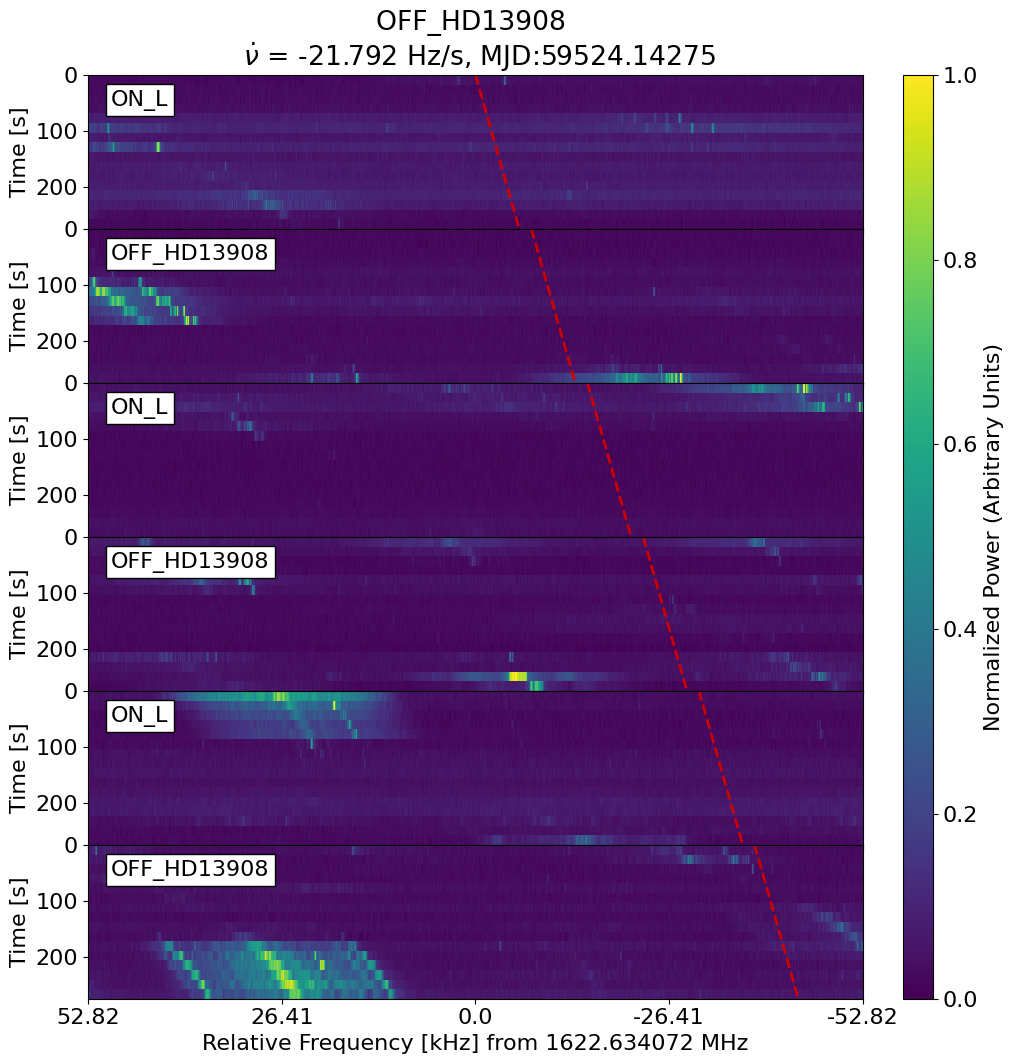 OFF_HD13908
ν̇ = -21.792 Hz/s, MJD:59524.14275
0
ON_L
100
200
Time [s]
0
OFF_HD13908
100
200
Time [s]
0
ON_L
100
200
Time [s]
0
OFF_HD13908
100
200
Time [s]
0
ON_L
100
200
Time [s]
0
OFF_HD13908
100
200
Time [s]
52.82 26.41 0.0 -26.41 -52.82
Relative Frequency [kHz] from 1622.634072 MHz
1.0
0.8
0.6
0.4
0.2
0.0
Normalized Power (Arbitrary Units)